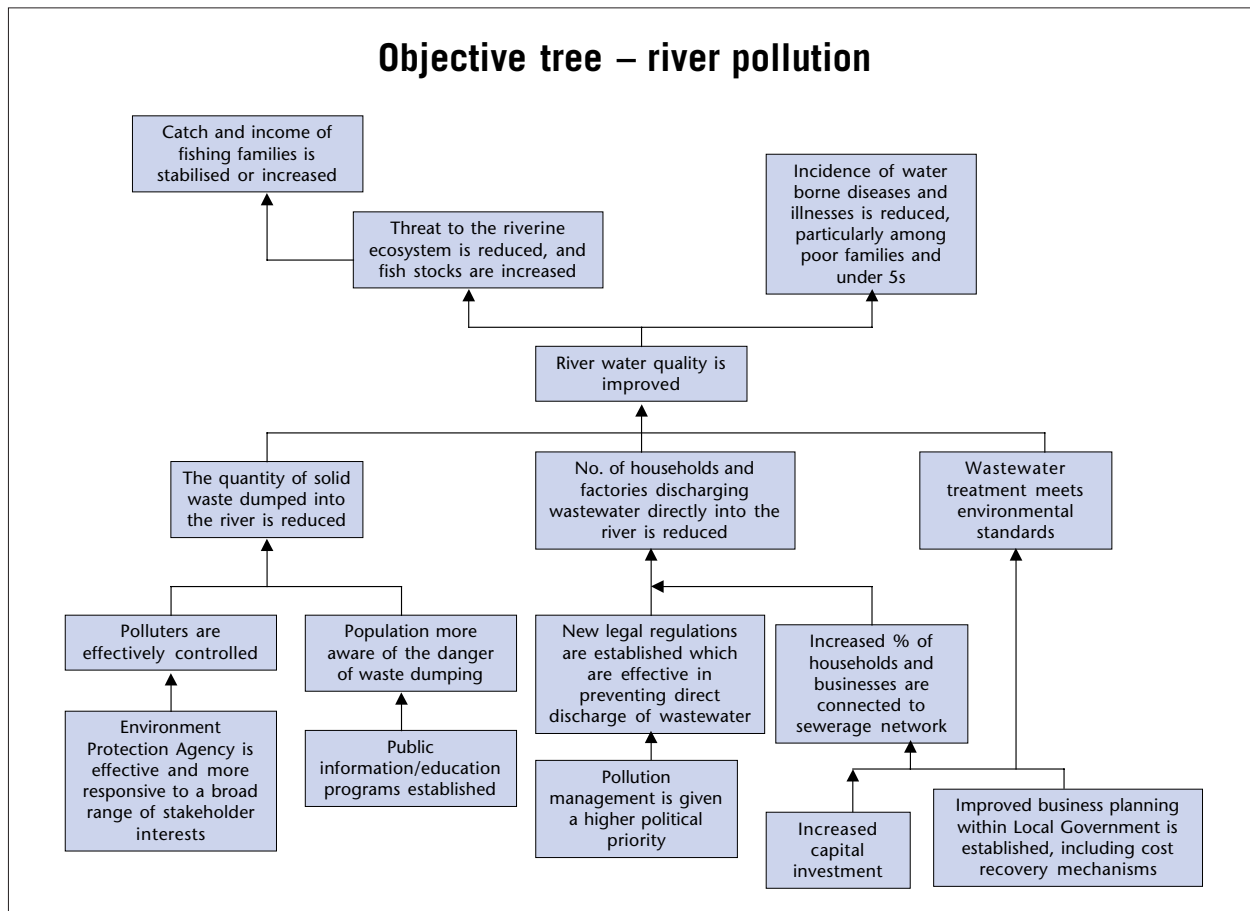 Objective tree – river pollution
Catch and income of
fishing families is
stabilised or increased
Incidence of water
borne diseases and
illnesses is reduced,
particularly among
poor families and
under 5s
Threat to the riverine
ecosystem is reduced, and
fish stocks are increased
River water quality is
improved
The quantity of solid
waste dumped into
the river is reduced
No. of households and
factories discharging
wastewater directly into the
river is reduced
Wastewater
treatment meets
environmental
standards
Polluters are
effectively controlled
Population more
aware of the danger
of waste dumping
New legal regulations
are established which
are effective in
preventing direct
discharge of wastewater
Increased % of
households and
businesses are
connected to
sewerage network
Environment
Protection Agency is
effective and more
responsive to a broad
range of stakeholder
interests
Public
information/education
programs established
Pollution
management is given
a higher political
priority
Increased
capital
investment
Improved business planning
within Local Government is
established, including cost
recovery mechanisms